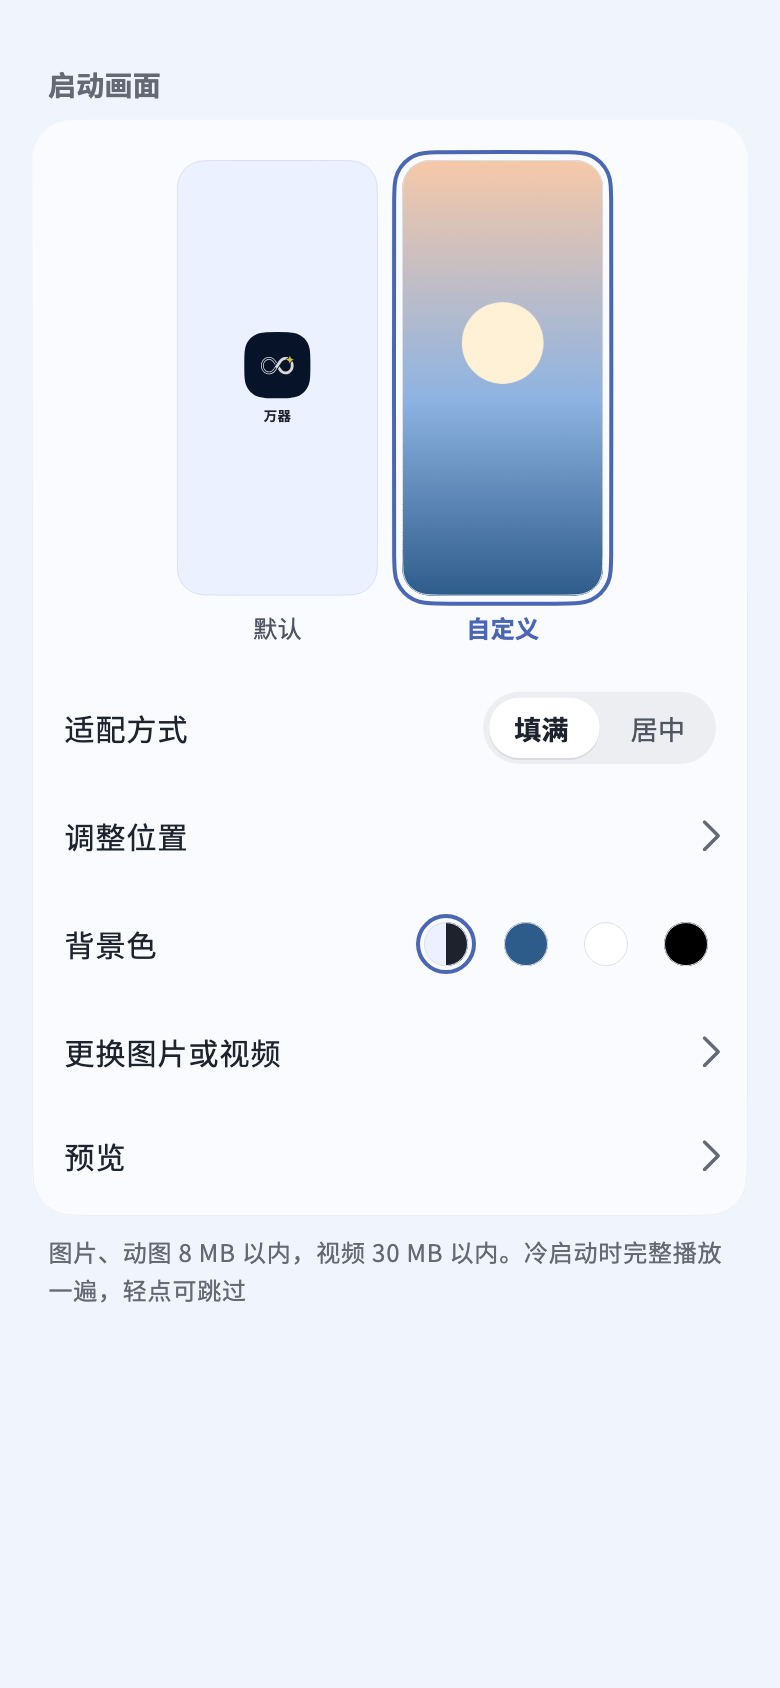 启动画面
万器
默认
自定义
适配方式
填满
居中
调整位置
背景色
更换图片或视频
预览
图片、动图 8 MB 以内，视频 30 MB 以内。冷启动时完整播放
一遍，轻点可跳过